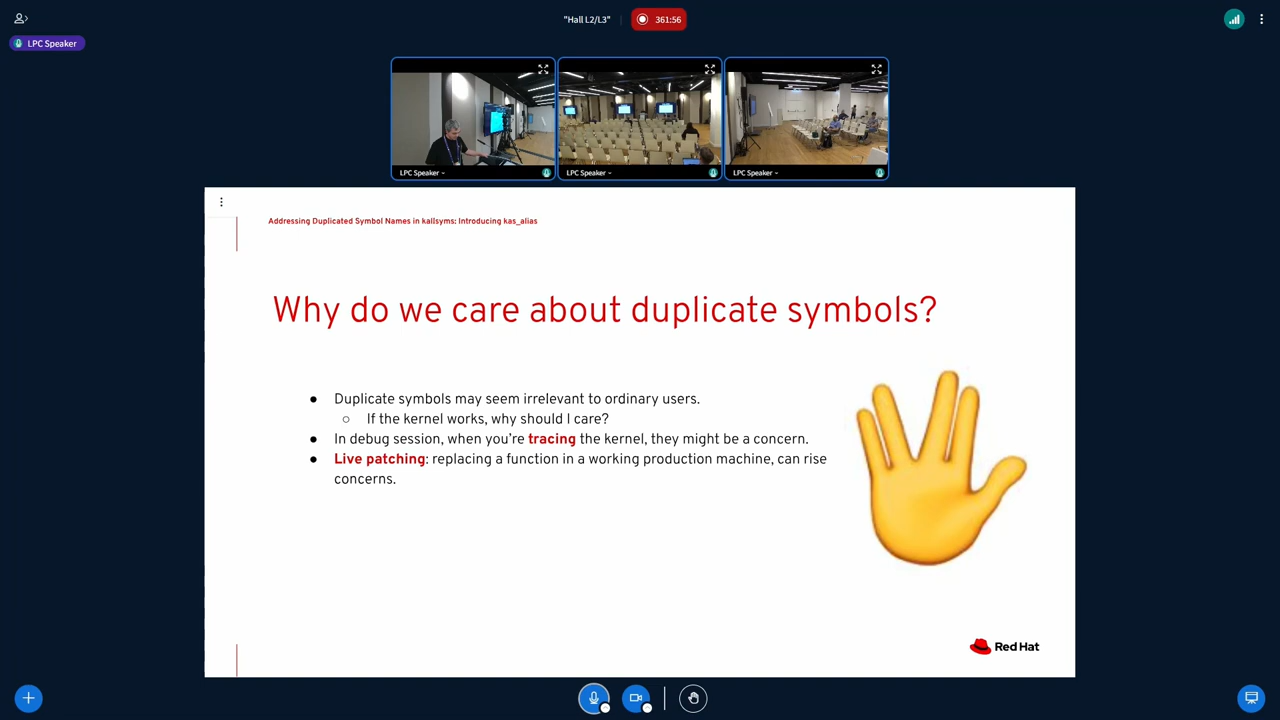 "Hall L2/L3"
361:56
LPC Speaker
LPC Speaker
LPC Speaker
LPC Speaker
Addressing Duplicated Symbol Names in kallsyms: Introducing kas_alias
Why do we care about duplicate symbols?
● Duplicate symbols may seem irrelevant to ordinary users.
○ If the kernel works, why should I care?
● In debug session, when you're tracing the kernel, they might be a concern.
● Live patching: replacing a function in a working production machine, can rise
concerns.
Red Hat